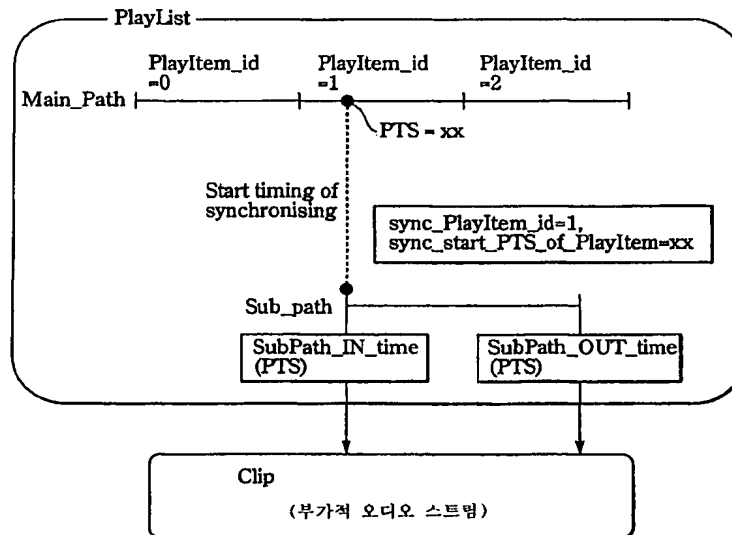 PlayList
PlayItem_id
=0
PlayItem_id
=1
PlayItem_id
=2
Main_Path
PTS = xx
Start timing of
synchronising
sync_PlayItem_id=1,
sync_start_PTS_of_PlayItem=xx
Sub_path
SubPath_IN_time
(PTS)
SubPath_OUT_time
(PTS)
Clip
(부가적 오디오 스트림)